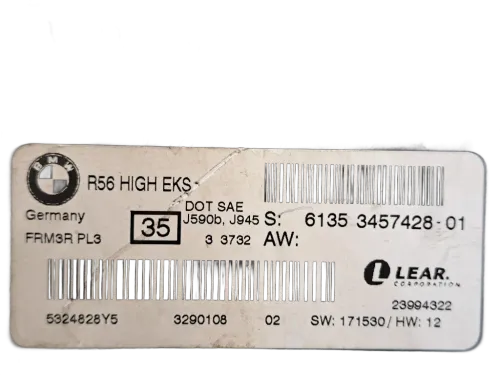 BMW
R56 HIGH EKS
Germany
35
DOT SAE
J590b, J945
S: 6135 3457428-01
FRM3R PL3
3 3732
AW:
LEAR.
CORPORATION
23994322
5324828Y5
3290108
02
SW: 171530/ HW: 12